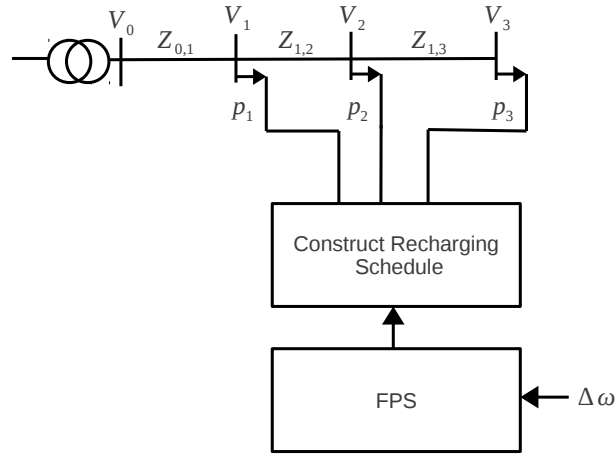 V₀ Z₀,₁ V₁ Z₁,₂ V₂ Z₁,₃ V₃
p₁ p₂ p₃
Construct Recharging
Schedule
FPS
Δω